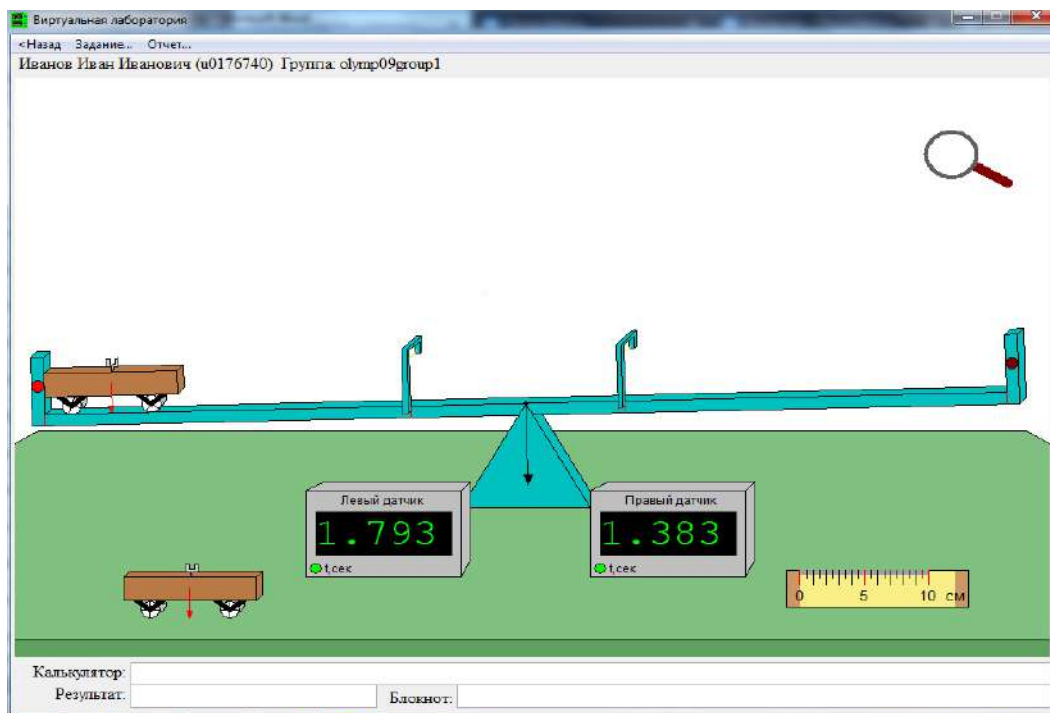 Виртуальная лаборатория
<Назад Задание... Отчет...
Иванов Иван Иванович (u0176740) Группа: olymp09group1
Левый датчик
1.793
t,сек
Правый датчик
1.383
t,сек
0 5 10 см
Калькулятор:
Результат: Блокнот: